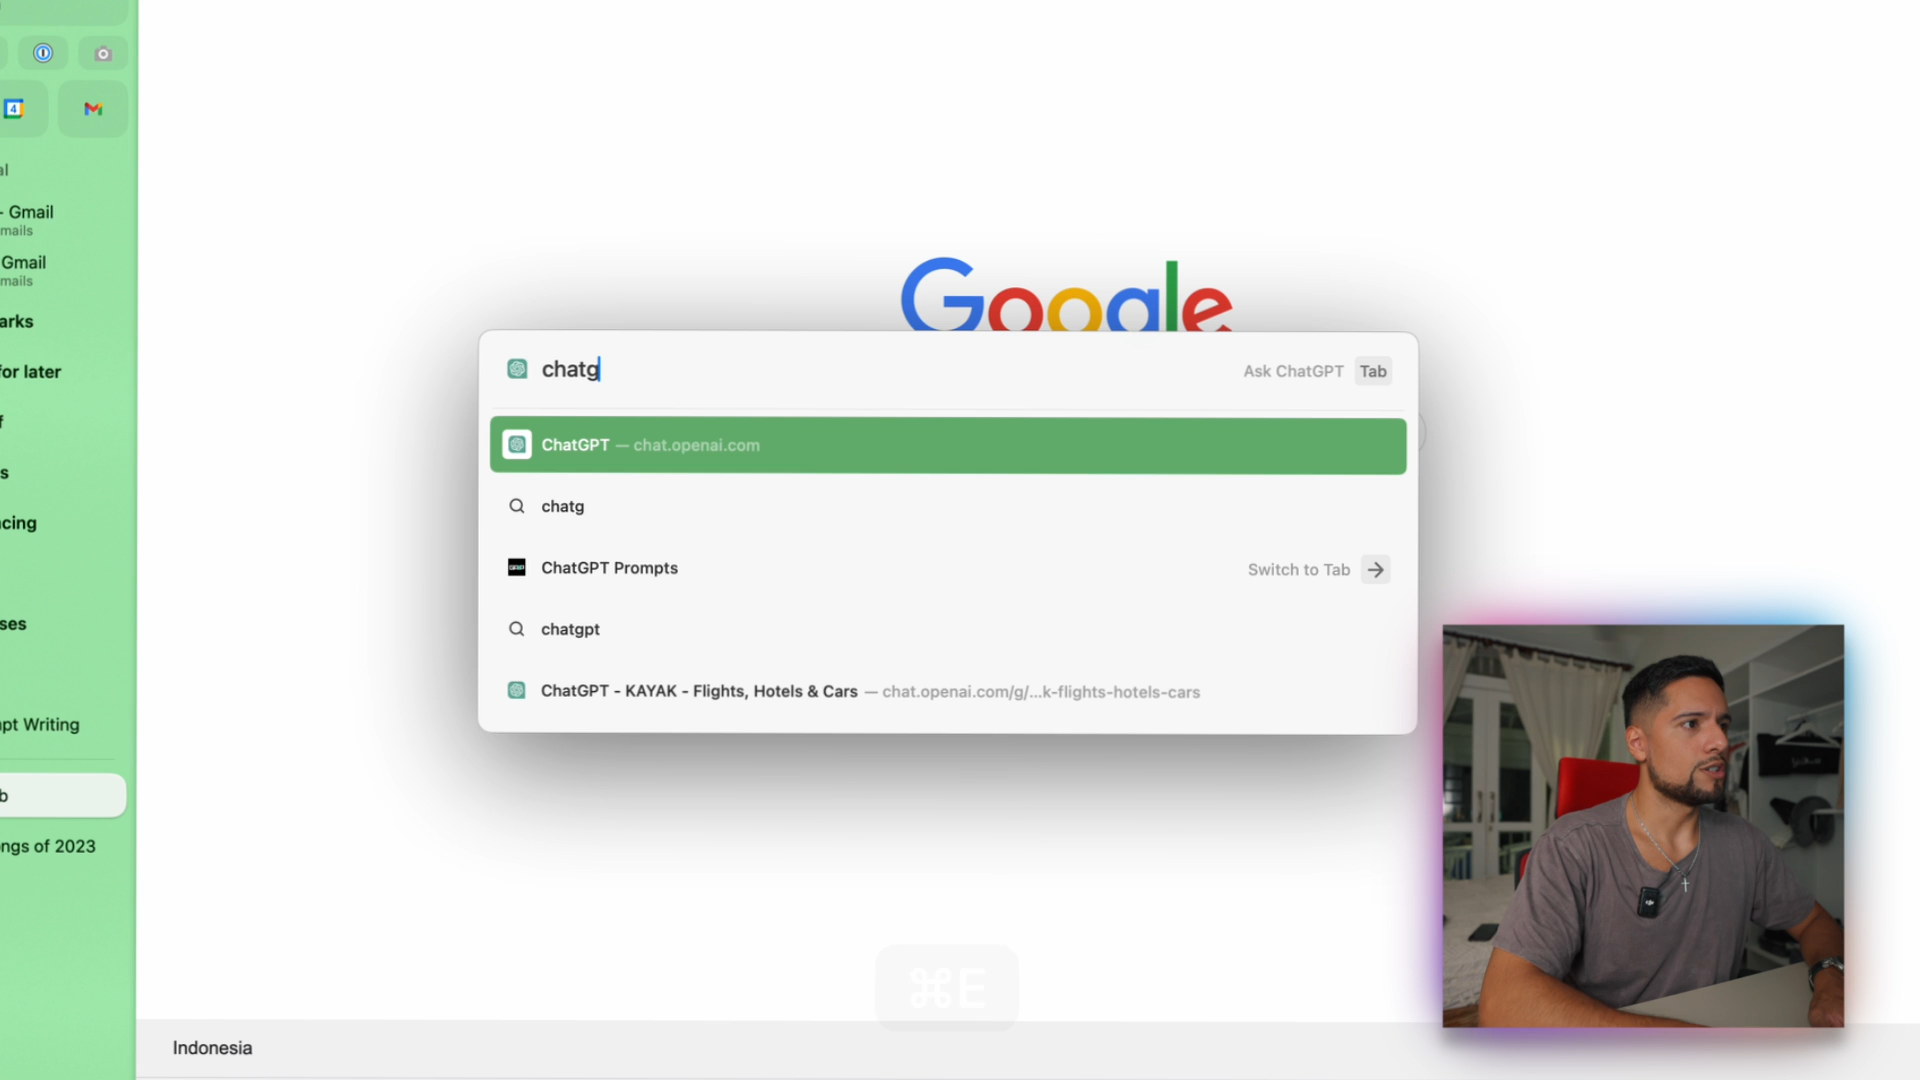 4
al
- Gmail
mails
Gmail
mails
arks
for later
f
s
cing
ses
pt Writing
b
ngs of 2023
Google
chatg
Ask ChatGPT Tab
ChatGPT — chat.openai.com
chatg
ChatGPT Prompts
Switch to Tab →
chatgpt
ChatGPT - KAYAK - Flights, Hotels & Cars — chat.openai.com/g/...k-flights-hotels-cars
⌘E
Indonesia